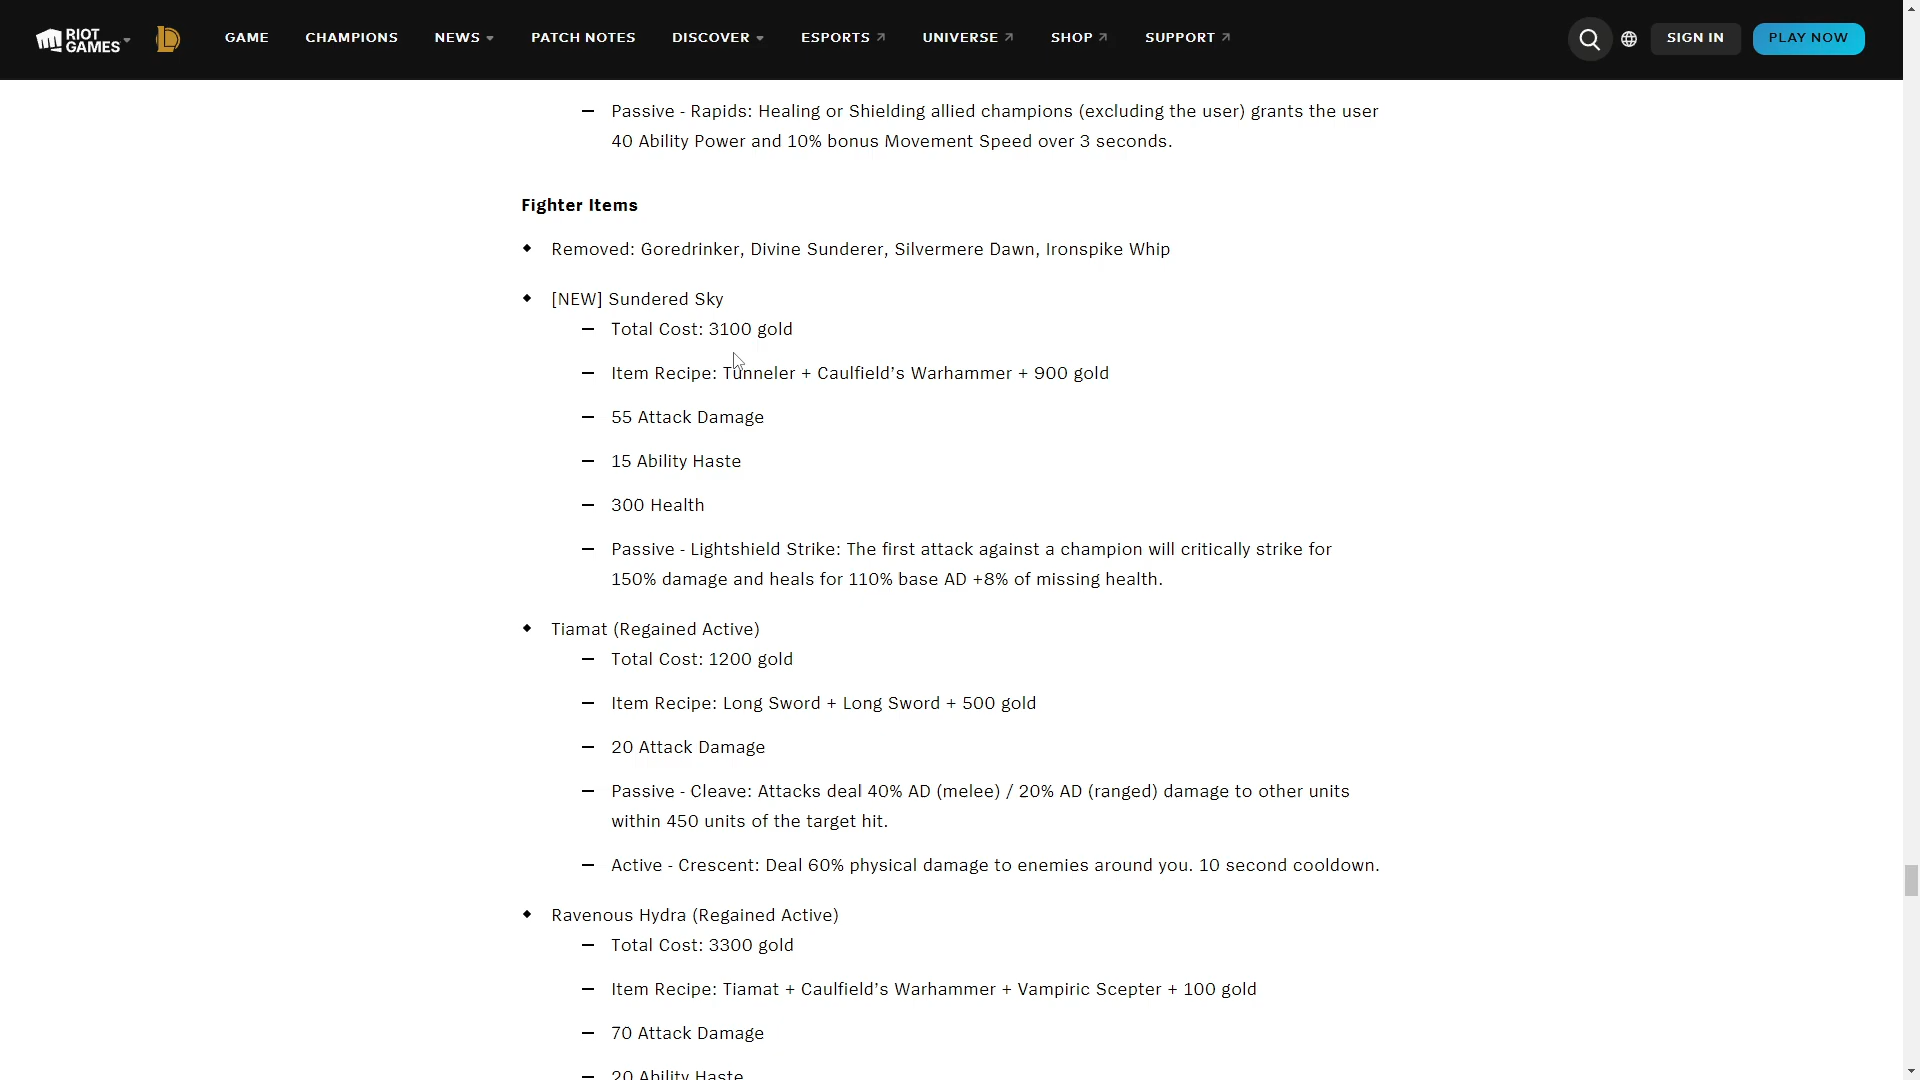 RIOT GAMES GAME CHAMPIONS NEWS PATCH NOTES DISCOVER ESPORTS UNIVERSE SHOP SUPPORT SIGN IN PLAY NOW
— Passive - Rapids: Healing or Shielding allied champions (excluding the user) grants the user
40 Ability Power and 10% bonus Movement Speed over 3 seconds.
Fighter Items
◆ Removed: Goredrinker, Divine Sunderer, Silvermere Dawn, Ironspike Whip
◆ [NEW] Sundered Sky
— Total Cost: 3100 gold
— Item Recipe: Tunneler + Caulfield’s Warhammer + 900 gold
— 55 Attack Damage
— 15 Ability Haste
— 300 Health
— Passive - Lightshield Strike: The first attack against a champion will critically strike for
150% damage and heals for 110% base AD +8% of missing health.
◆ Tiamat (Regained Active)
— Total Cost: 1200 gold
— Item Recipe: Long Sword + Long Sword + 500 gold
— 20 Attack Damage
— Passive - Cleave: Attacks deal 40% AD (melee) / 20% AD (ranged) damage to other units
within 450 units of the target hit.
— Active - Crescent: Deal 60% physical damage to enemies around you. 10 second cooldown.
◆ Ravenous Hydra (Regained Active)
— Total Cost: 3300 gold
— Item Recipe: Tiamat + Caulfield’s Warhammer + Vampiric Scepter + 100 gold
— 70 Attack Damage
— 20 Ability Haste